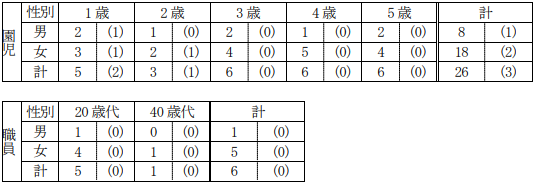 園児 性別 1歳 2歳 3歳 4歳 5歳 計
男 2 (1) 1 (0) 2 (0) 1 (0) 2 (0) 8 (1)
女 3 (1) 2 (1) 4 (0) 5 (0) 4 (0) 18 (2)
計 5 (2) 3 (1) 6 (0) 6 (0) 6 (0) 26 (3)
職員 性別 20歳代 40歳代 計
男 1 (0) 0 (0) 1 (0)
女 4 (0) 1 (0) 5 (0)
計 5 (0) 1 (0) 6 (0)